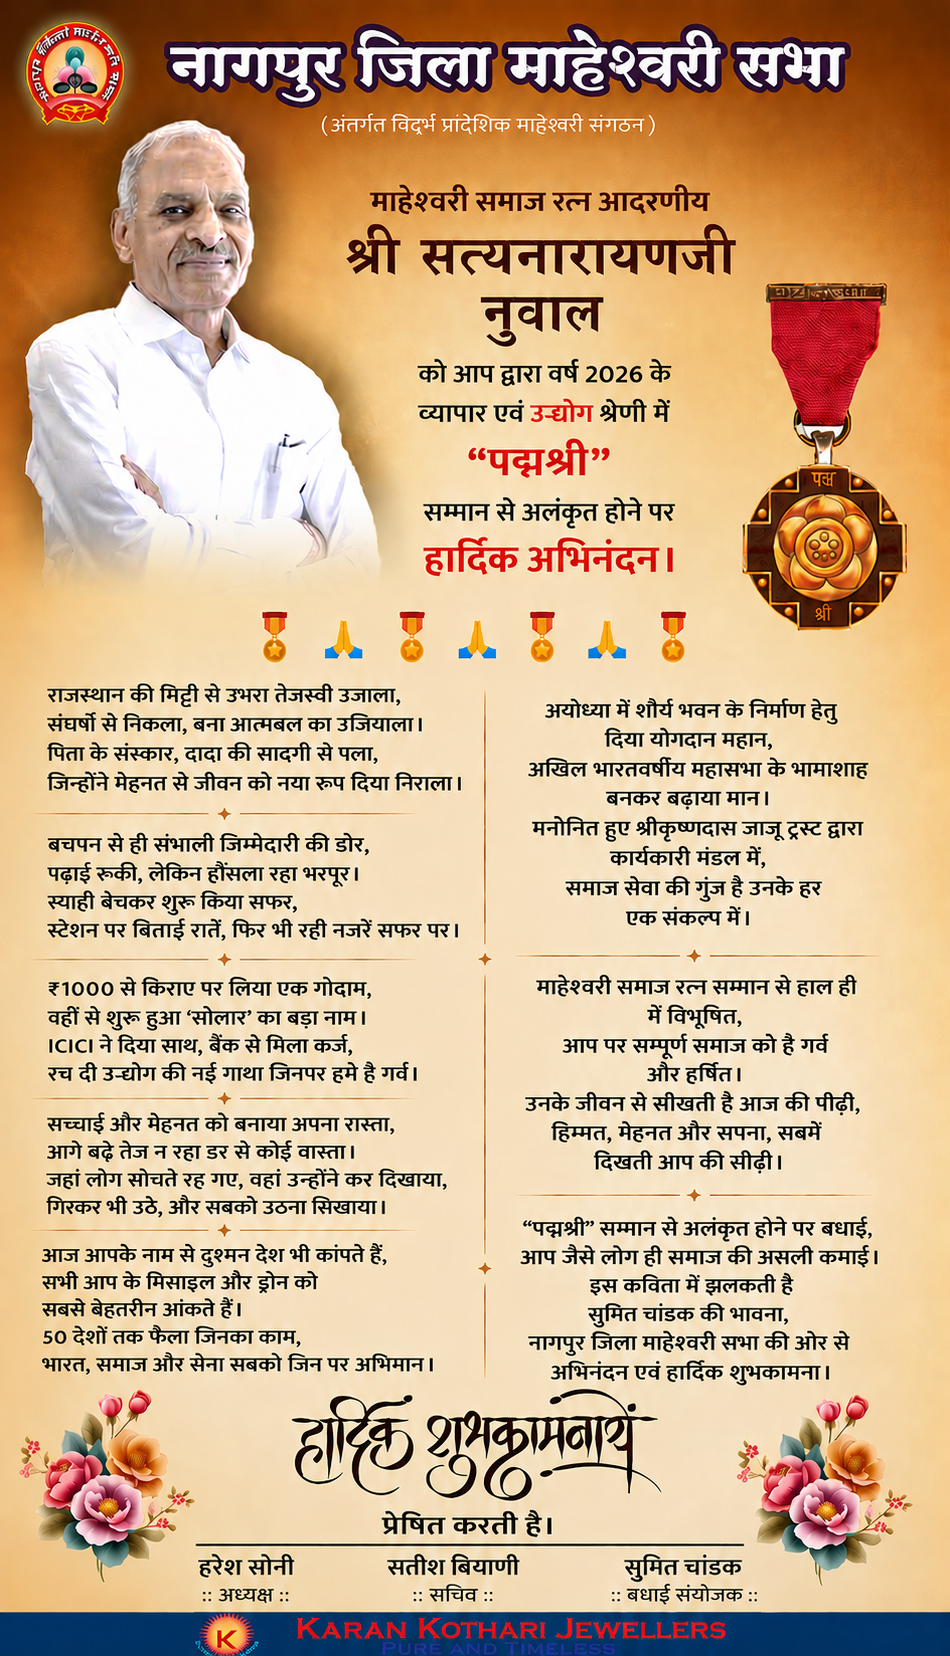 नागपुर जिला माहेश्वरी सभा
(अंतर्गत विदर्भ प्रांदेशिक माहेश्वरी संगठन)
माहेश्वरी समाज रत्न आदरणीय
श्री सत्यनारायणजी
नुवाल
को आप द्वारा वर्ष 2026 के
व्यापार एवं उद्योग श्रेणी में
“पद्मश्री”
सम्मान से अलंकृत होने पर
हार्दिक अभिनंदन।
पद्म
श्री
राजस्थान की मिट्टी से उभरा तेजस्वी उजाला,
संघर्षो से निकला, बना आत्मबल का उजियाला।
पिता के संस्कार, दादा की सादगी से पला,
जिन्होंने मेहनत से जीवन को नया रूप दिया निराला।
बचपन से ही संभाली जिम्मेदारी की डोर,
पढ़ाई रूकी, लेकिन हौंसला रहा भरपूर।
स्याही बेचकर शुरू किया सफर,
स्टेशन पर बिताई रातें, फिर भी रही नजरें सफर पर।
₹1000 से किराए पर लिया एक गोदाम,
वहीं से शुरू हुआ ‘सोलार’ का बड़ा नाम।
ICICI ने दिया साथ, बैंक से मिला कर्ज,
रच दी उद्योग की नई गाथा जिनपर हमे है गर्व।
सच्चाई और मेहनत को बनाया अपना रास्ता,
आगे बढ़े तेज न रहा डर से कोई वास्ता।
जहां लोग सोचते रह गए, वहां उन्होंने कर दिखाया,
गिरकर भी उठे, और सबको उठना सिखाया।
आज आपके नाम से दुश्मन देश भी कांपते हैं,
सभी आप के मिसाइल और ड्रोन को
सबसे बेहतरीन आंकते हैं।
50 देशों तक फैला जिनका काम,
भारत, समाज और सेना सबको जिन पर अभिमान।
अयोध्या में शौर्य भवन के निर्माण हेतु
दिया योगदान महान,
अखिल भारतवर्षीय महासभा के भामाशाह
बनकर बढ़ाया मान।
मनोनित हुए श्रीकृष्णदास जाजू ट्रस्ट द्वारा
कार्यकारी मंडल में,
समाज सेवा की गुंज है उनके हर
एक संकल्प में।
माहेश्वरी समाज रत्न सम्मान से हाल ही
में विभूषित,
आप पर सम्पूर्ण समाज को है गर्व
और हर्षित।
उनके जीवन से सीखती है आज की पीढ़ी,
हिम्मत, मेहनत और सपना, सबमें
दिखती आप की सीढ़ी।
“पद्मश्री” सम्मान से अलंकृत होने पर बधाई,
आप जैसे लोग ही समाज की असली कमाई।
इस कविता में झलकती है
सुमित चांडक की भावना,
नागपुर जिला माहेश्वरी सभा की ओर से
अभिनंदन एवं हार्दिक शुभकामना।
हार्दिक शुभकामंनायें
प्रेषित करती है।
हरेश सोनी
:: अध्यक्ष ::
सतीश बियाणी
:: सचिव ::
सुमित चांडक
:: बधाई संयोजक ::
K
KARAN KOTHARI JEWELLERS
PURE AND TIMELESS